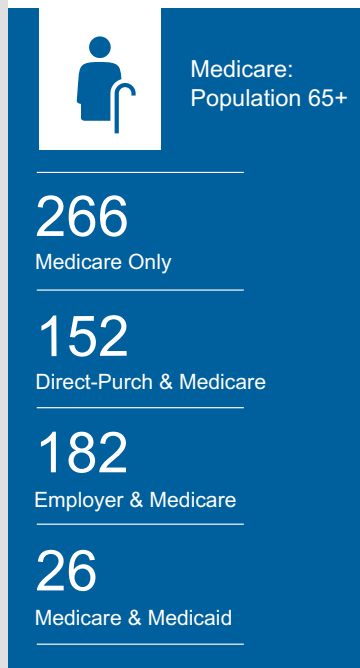 Medicare:
Population 65+
266
Medicare Only
152
Direct-Purch & Medicare
182
Employer & Medicare
26
Medicare & Medicaid